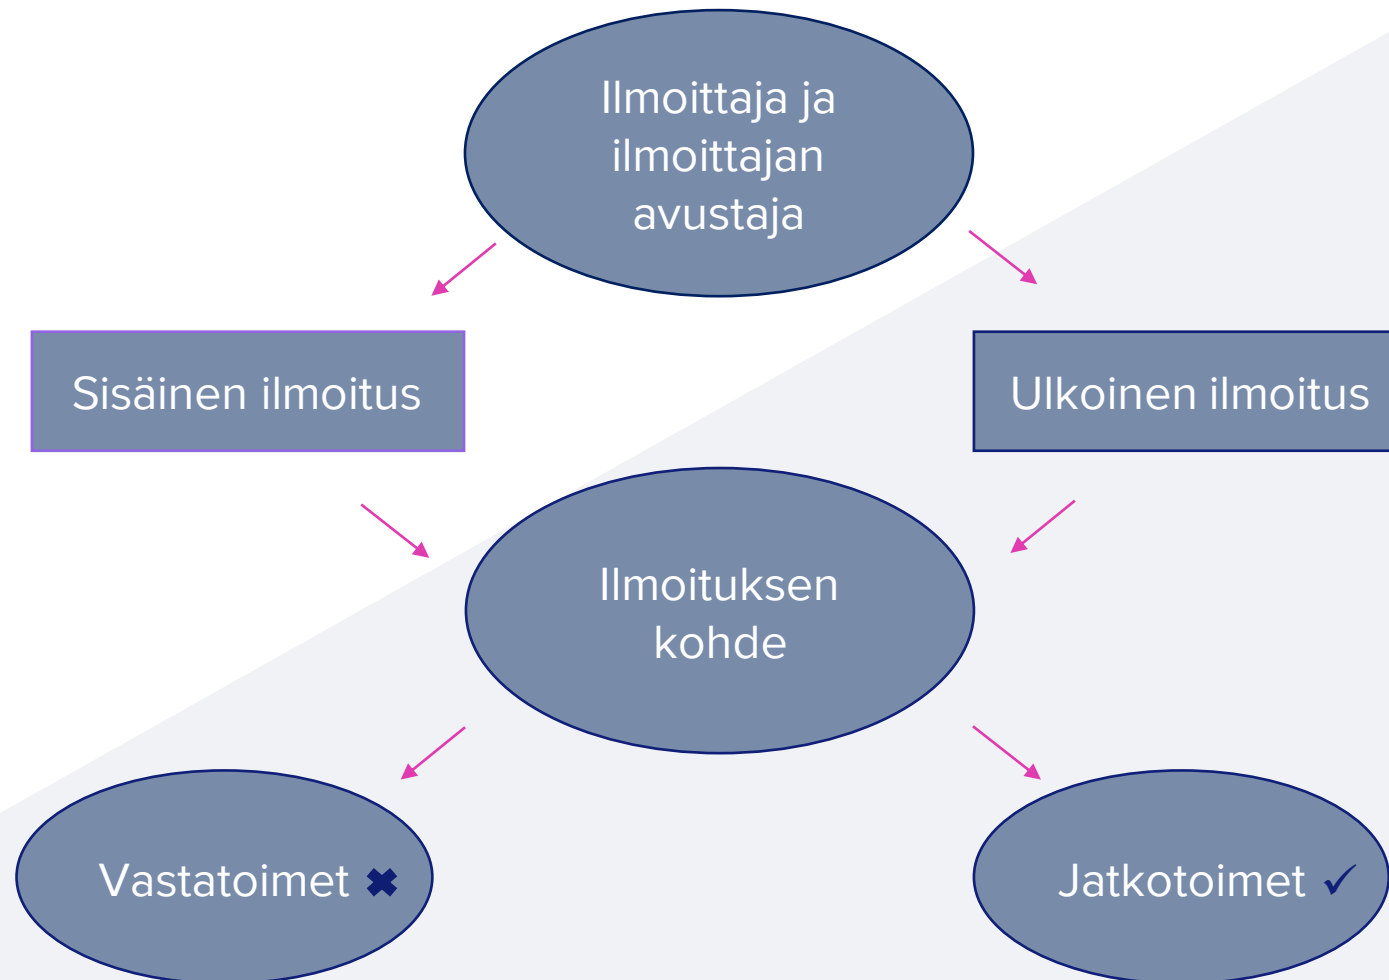 Ilmoittaja ja
ilmoittajan
avustaja
Sisäinen ilmoitus
Ulkoinen ilmoitus
Ilmoituksen
kohde
Vastatoimet ✖
Jatkotoimet ✓